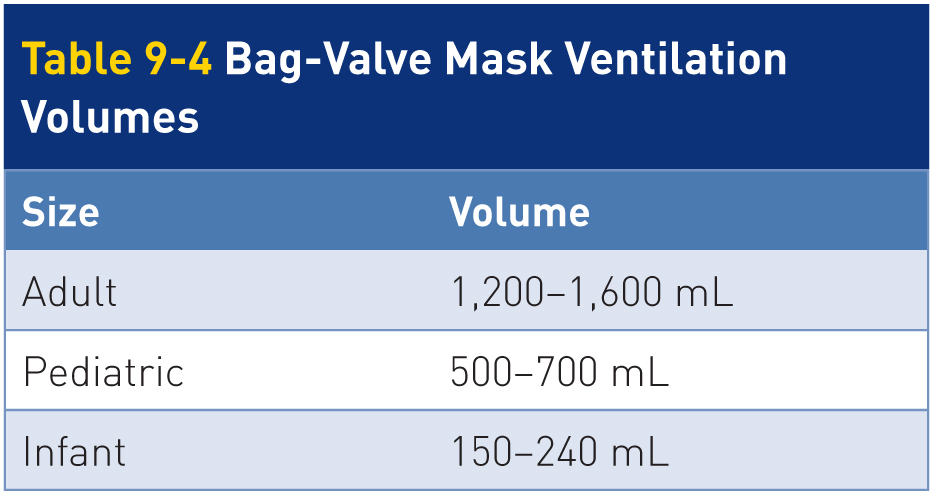 Table 9-4 Bag-Valve Mask Ventilation
Volumes
Size Volume
Adult 1,200–1,600 mL
Pediatric 500–700 mL
Infant 150–240 mL